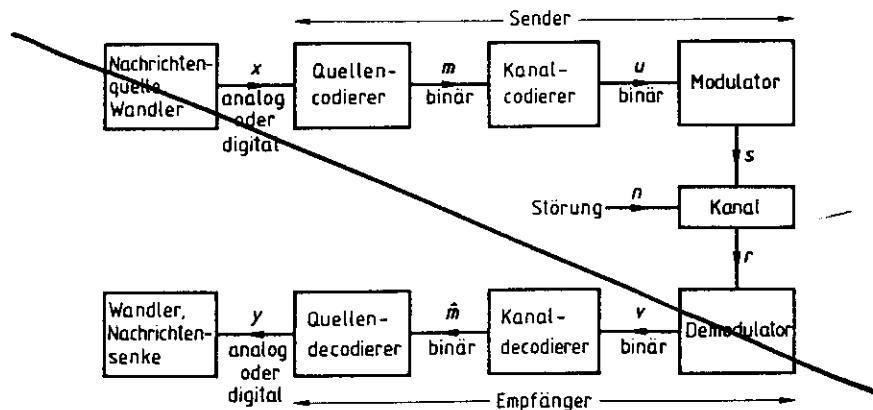 Sender
Nachrichten-
quelle
Wandler
x
analog
oder
digital
Quellen-
codierer
m
binär
Kanal-
codierer
u
binär
Modulator
s
Störung
n
Kanal
r
Wandler,
Nachrichten-
senke
y
analog
oder
digital
Quellen-
decodierer
m̂
binär
Kanal-
decodierer
v
binär
Demodulator
Empfänger